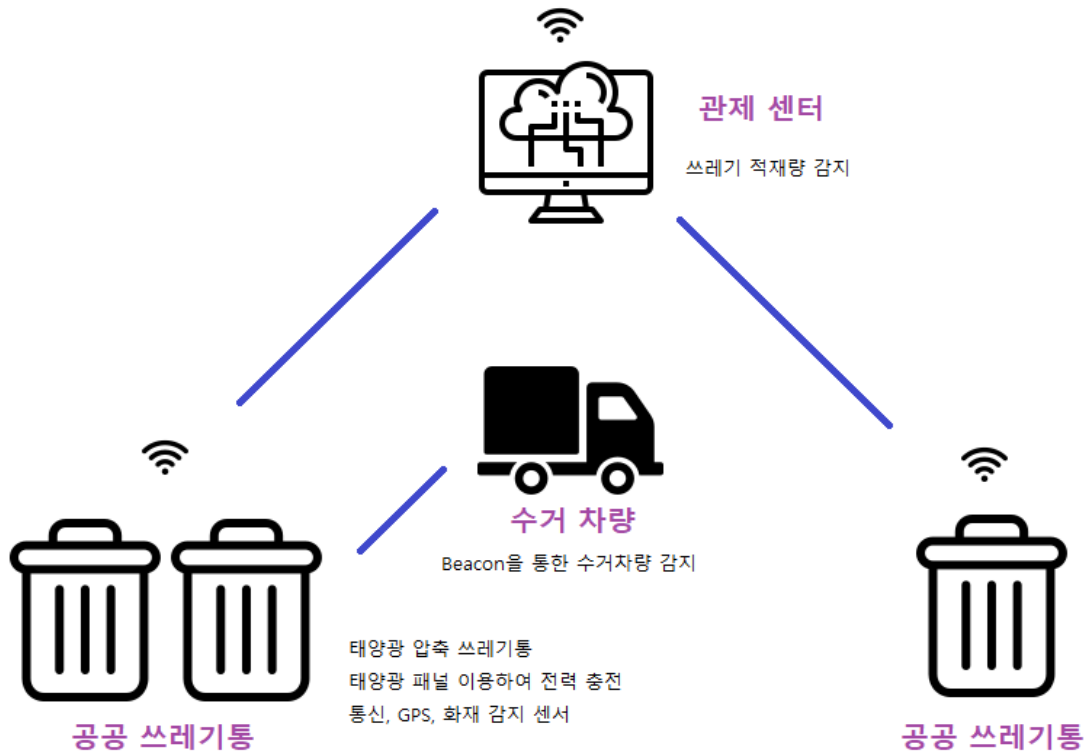 관제 센터
쓰레기 적재량 감지
수거 차량
Beacon을 통한 수거차량 감지
태양광 압축 쓰레기통
태양광 패널 이용하여 전력 충전
통신, GPS, 화재 감지 센서
공공 쓰레기통
공공 쓰레기통